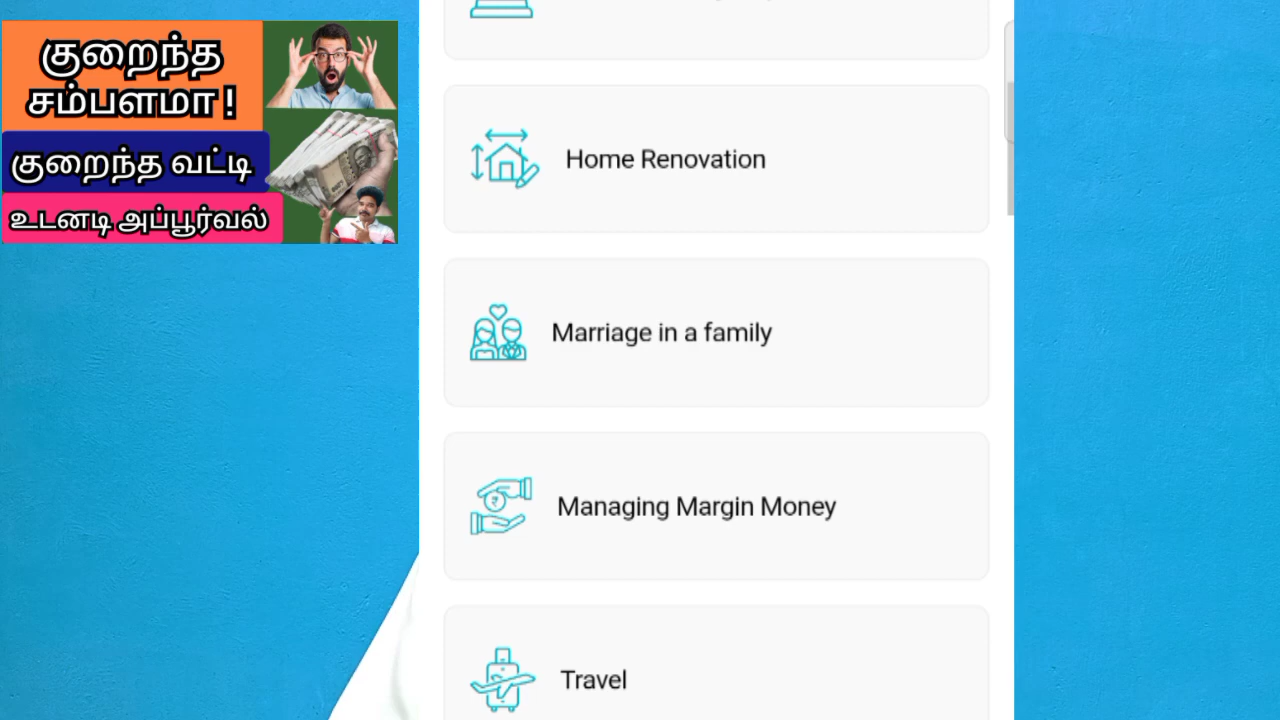 குறைந்த
சம்பளமா !
குறைந்த வட்டி
உடனடி அப்பூர்வல்
Home Renovation
Marriage in a family
Managing Margin Money
Travel